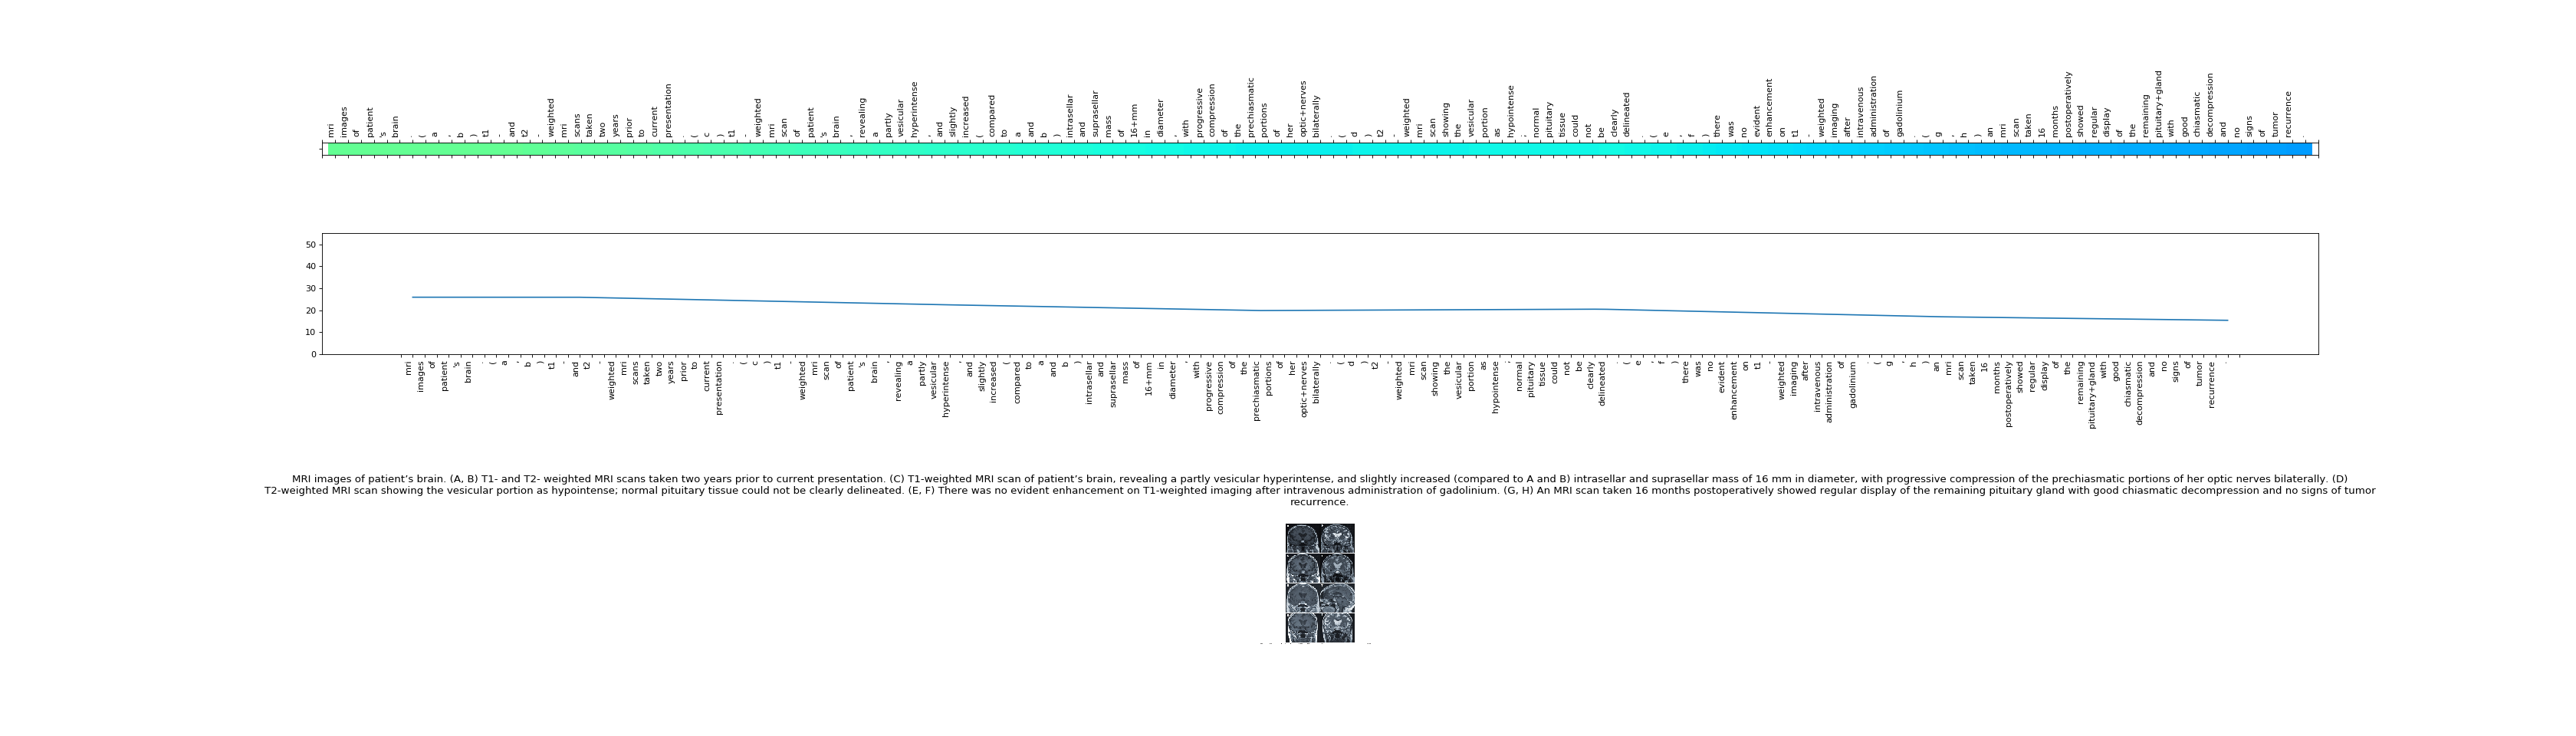 mri images of patient 's brain . ( a , b ) t1 - and t2 - weighted mri scans taken two years prior to current presentation . ( c ) t1 - weighted mri scan of patient 's brain , revealing a partly vesicular hyperintense , and slightly increased ( compared to a and b ) intrasellar and suprasellar mass of 16+mm in diameter , with progressive compression of the prechiasmatic portions of her optic+nerves bilaterally . ( d ) t2 - weighted mri scan showing the vesicular portion as hypointense ; normal pituitary tissue could not be clearly delineated . ( e , f ) there was no evident enhancement on t1 - weighted imaging after intravenous administration of gadolinium . ( g , h ) an mri scan taken 16 months postoperatively showed regular display of the remaining pituitary+gland with good chiasmatic decompression and no signs of tumor recurrence .
50
40
30
20
10
0
mri images of patient 's brain . ( a , b ) t1 - and t2 - weighted mri scans taken two years prior to current presentation . ( c ) t1 - weighted mri scan of patient 's brain , revealing a partly vesicular hyperintense , and slightly increased ( compared to a and b ) intrasellar and suprasellar mass of 16+mm in diameter , with progressive compression of the prechiasmatic portions of her optic+nerves bilaterally . ( d ) t2 - weighted mri scan showing the vesicular portion as hypointense ; normal pituitary tissue could not be clearly delineated . ( e , f ) there was no evident enhancement on t1 - weighted imaging after intravenous administration of gadolinium . ( g , h ) an mri scan taken 16 months postoperatively showed regular display of the remaining pituitary+gland with good chiasmatic decompression and no signs of tumor recurrence .
MRI images of patient’s brain. (A, B) T1- and T2- weighted MRI scans taken two years prior to current presentation. (C) T1-weighted MRI scan of patient’s brain, revealing a partly vesicular hyperintense, and slightly increased (compared to A and B) intrasellar and suprasellar mass of 16 mm in diameter, with progressive compression of the prechiasmatic portions of her optic nerves bilaterally. (D)
T2-weighted MRI scan showing the vesicular portion as hypointense; normal pituitary tissue could not be clearly delineated. (E, F) There was no evident enhancement on T1-weighted imaging after intravenous administration of gadolinium. (G, H) An MRI scan taken 16 months postoperatively showed regular display of the remaining pituitary gland with good chiasmatic decompression and no signs of tumor
recurrence.